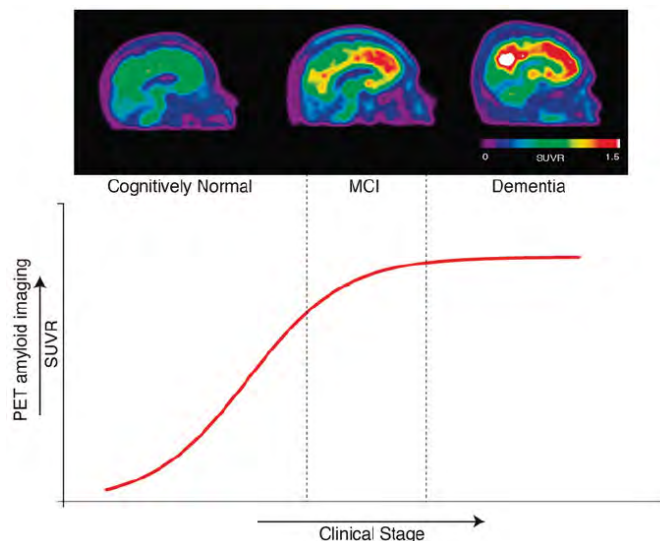 0 1.5
SUVR
Cognitively Normal MCI Dementia
PET amyloid imaging
SUVR
Clinical Stage